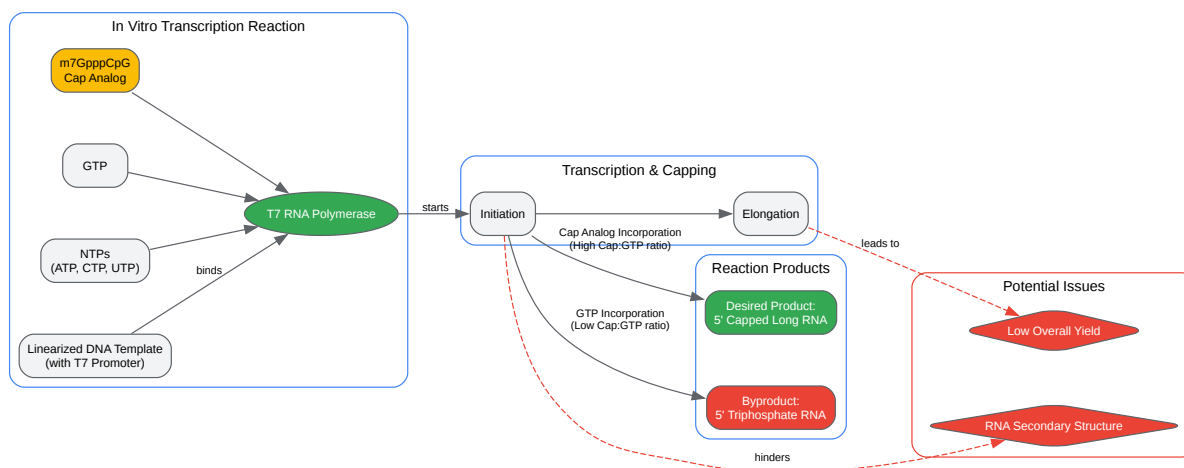 In Vitro Transcription Reaction
m7GpppCpG
Cap Analog
GTP
T7 RNA Polymerase
NTPs
(ATP, CTP, UTP)
binds
Linearized DNA Template
(with T7 Promoter)
starts
Transcription & Capping
Initiation
Elongation
Cap Analog Incorporation
(High Cap:GTP ratio)
leads to
Reaction Products
Desired Product:
5' Capped Long RNA
GTP Incorporation
(Low Cap:GTP ratio)
Byproduct:
5' Triphosphate RNA
hinders
Potential Issues
Low Overall Yield
RNA Secondary Structure